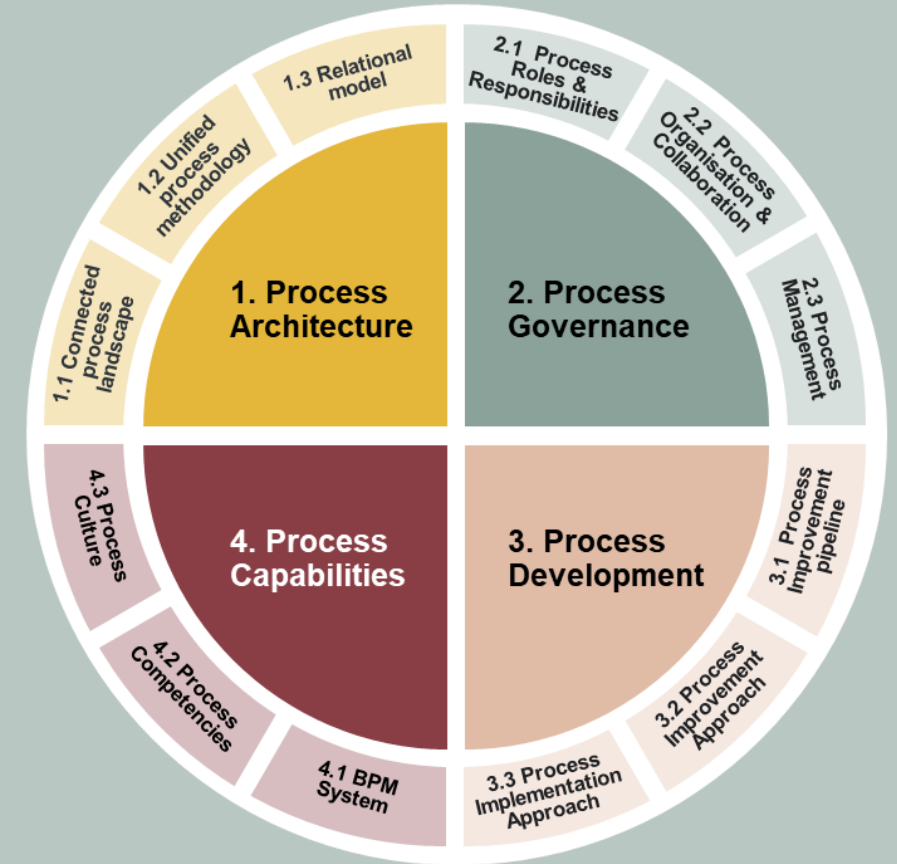 1. Process
Architecture
1.1 Connected
process
landscape
1.2 Unified
process
methodology
1.3 Relational
model
2. Process
Governance
2.1 Process
Roles &
Responsibilities
2.2 Process
Organisation &
Collaboration
2.3 Process
Management
3. Process
Development
3.1 Process
Improvement
pipeline
3.2 Process
Improvement
Approach
3.3 Process
Implementation
Approach
4. Process
Capabilities
4.1 BPM
System
4.2 Process
Competencies
4.3 Process
Culture